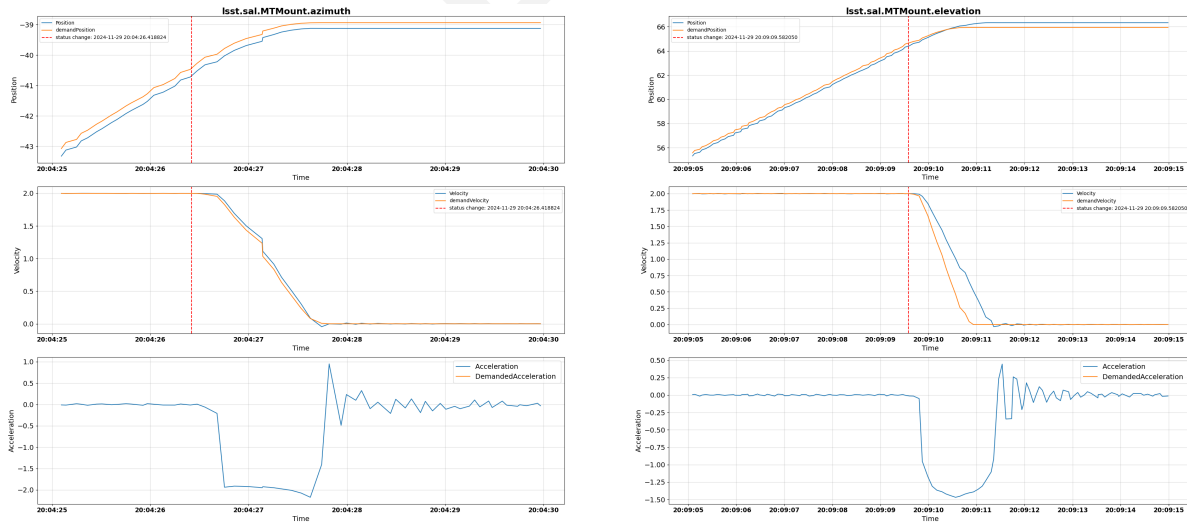 lsst.sal.MTMount.azimuth
Position
demandPosition
status change: 2024-11-29 20:04:26.418824
Position
−39
−40
−41
−42
−43
20:04:25 20:04:26 20:04:27 20:04:28 20:04:29 20:04:30
Time
Velocity
demandVelocity
status change: 2024-11-29 20:04:26.418824
Velocity
2.0
1.5
1.0
0.5
0.0
20:04:25 20:04:26 20:04:27 20:04:28 20:04:29 20:04:30
Time
Acceleration
DemandedAcceleration
Acceleration
1.0
0.5
0.0
−0.5
−1.0
−1.5
−2.0
20:04:25 20:04:26 20:04:27 20:04:28 20:04:29 20:04:30
Time
lsst.sal.MTMount.elevation
Position
demandPosition
status change: 2024-11-29 20:09:09.582050
Position
66
64
62
60
58
56
20:09:05 20:09:06 20:09:07 20:09:08 20:09:09 20:09:10 20:09:11 20:09:12 20:09:13 20:09:14 20:09:15
Time
Velocity
demandVelocity
status change: 2024-11-29 20:09:09.582050
Velocity
2.00
1.75
1.50
1.25
1.00
0.75
0.50
0.25
0.00
20:09:05 20:09:06 20:09:07 20:09:08 20:09:09 20:09:10 20:09:11 20:09:12 20:09:13 20:09:14 20:09:15
Time
Acceleration
DemandedAcceleration
Acceleration
0.50
0.25
0.00
−0.25
−0.50
−0.75
−1.00
−1.25
−1.50
20:09:05 20:09:06 20:09:07 20:09:08 20:09:09 20:09:10 20:09:11 20:09:12 20:09:13 20:09:14 20:09:15
Time